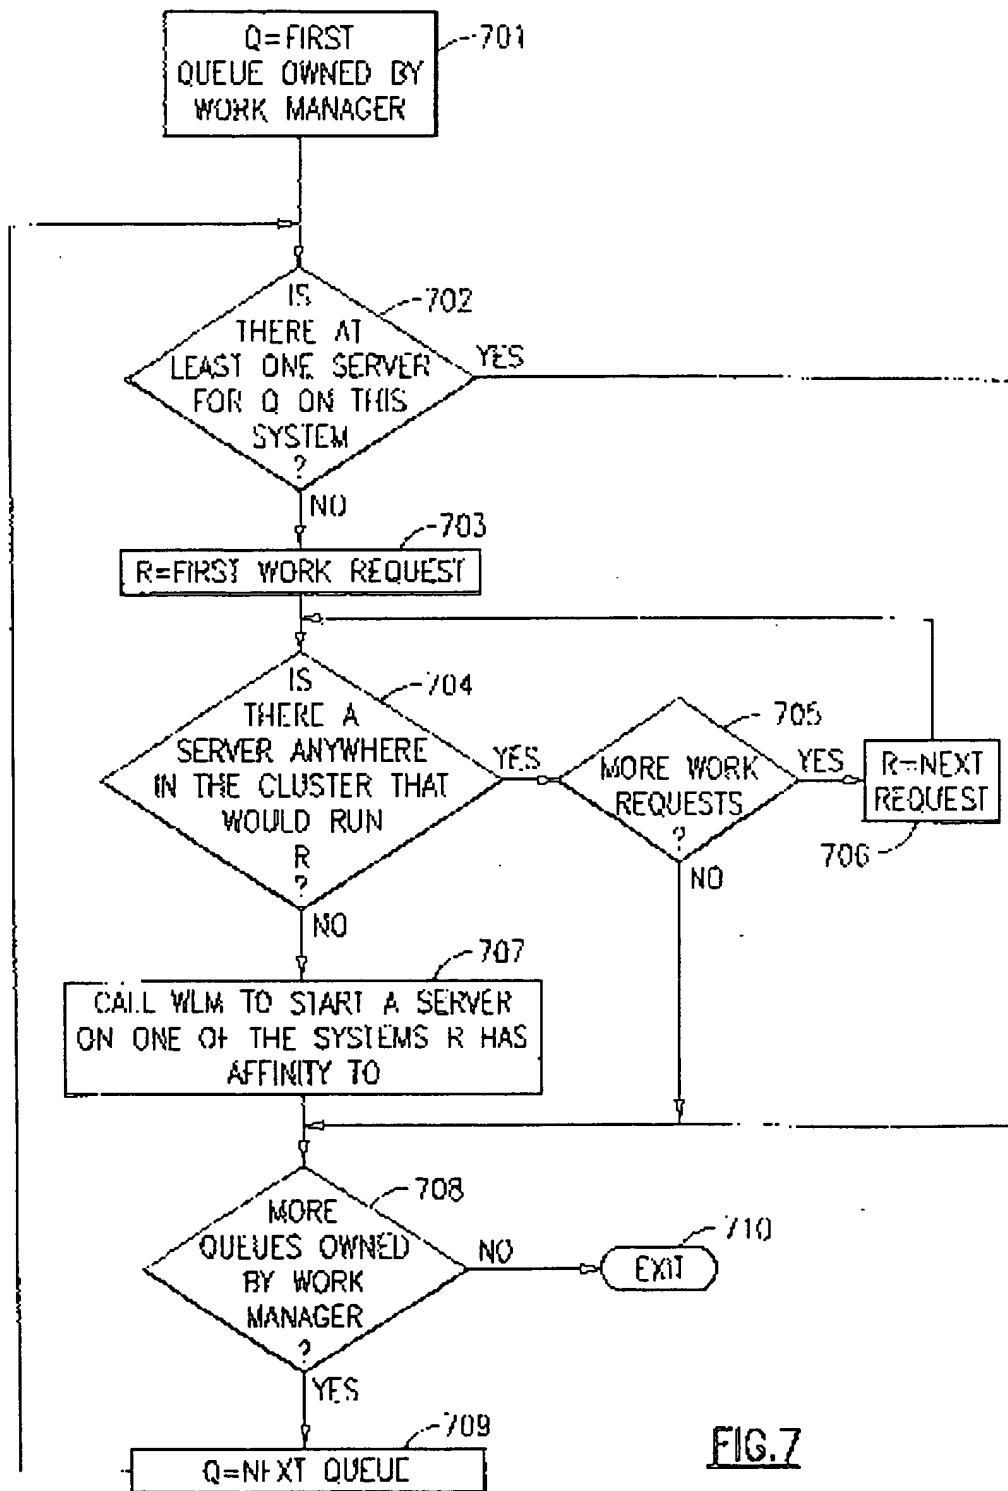 Q=FIRST
QUEUE OWNED BY
WORK MANAGER
701
IS
THERE AT
LEAST ONE SERVER
FOR Q ON THIS
SYSTEM
?
702
YES
NO
703
R=FIRST WORK REQUEST
IS
THERE A
SERVER ANYWHERE
IN THE CLUSTER THAT
WOULD RUN
R
?
704
YES
NO
705
MORE WORK
REQUESTS
?
YES
NO
R=NEXT
REQUEST
706
707
CALL WLM TO START A SERVER
ON ONE OF THE SYSTEMS R HAS
AFFINITY TO
MORE
QUEUES OWNED
BY WORK
MANAGER
?
708
NO
710
EXIT
YES
709
Q=NEXT QUEUE
FIG.7